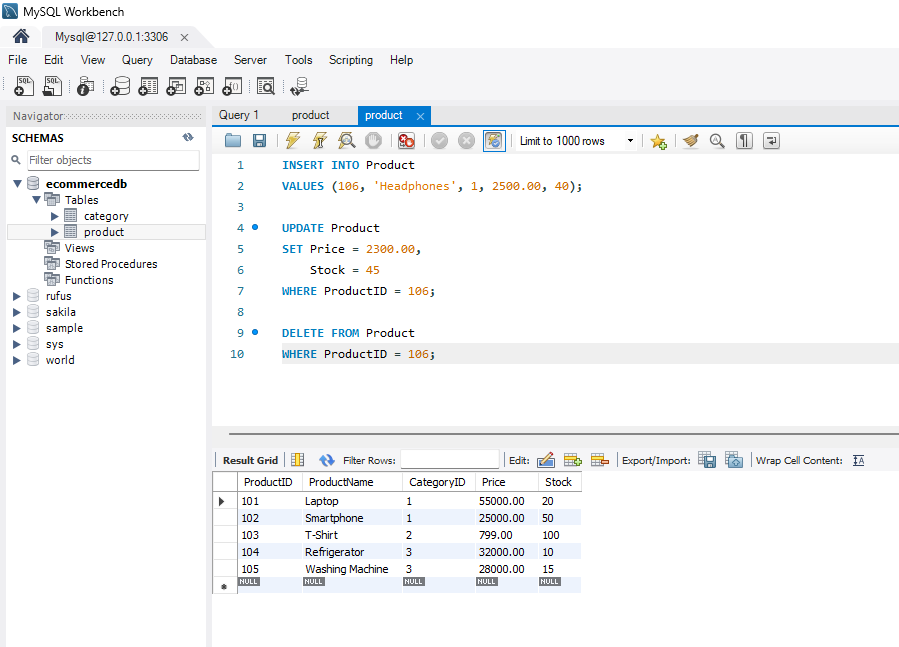 MySQL Workbench
Mysql@127.0.0.1:3306
File Edit View Query Database Server Tools Scripting Help
Navigator
SCHEMAS
Filter objects
ecommercedb
Tables
category
product
Views
Stored Procedures
Functions
rufus
sakila
sample
sys
world
Query 1 product product
Limit to 1000 rows
1 INSERT INTO Product
2 VALUES (106, 'Headphones', 1, 2500.00, 40);
3
4 UPDATE Product
5 SET Price = 2300.00,
6 Stock = 45
7 WHERE ProductID = 106;
8
9 DELETE FROM Product
10 WHERE ProductID = 106;
Result Grid Filter Rows: Edit: Export/Import: Wrap Cell Content:
ProductID ProductName CategoryID Price Stock
101 Laptop 1 55000.00 20
102 Smartphone 1 25000.00 50
103 T-Shirt 2 799.00 100
104 Refrigerator 3 32000.00 10
105 Washing Machine 3 28000.00 15
NULL NULL NULL NULL NULL